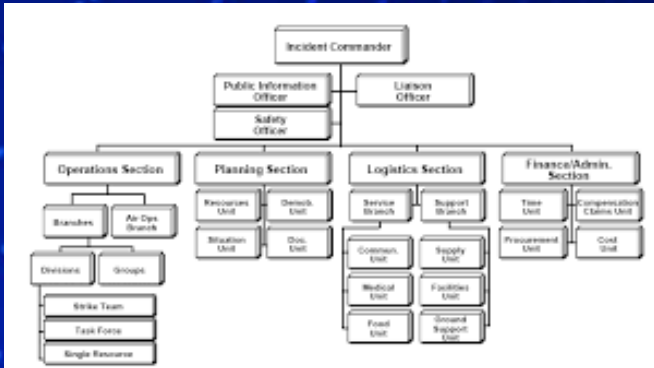 Incident Commander
Public Information
Officer
Liaison
Officer
Safety
Officer
Operations Section
Planning Section
Logistics Section
Finance/Admin.
Section
Branches
Air Ops
Branch
Resources
Unit
Demob.
Unit
Service
Branch
Support
Branch
Time
Unit
Compensation
Claims Unit
Situation
Unit
Doc.
Unit
Procurement
Unit
Cost
Unit
Divisions
Groups
Commun.
Unit
Supply
Unit
Medical
Unit
Facilities
Unit
Strike Team
Task Force
Single Resource
Food
Unit
Ground
Support
Unit